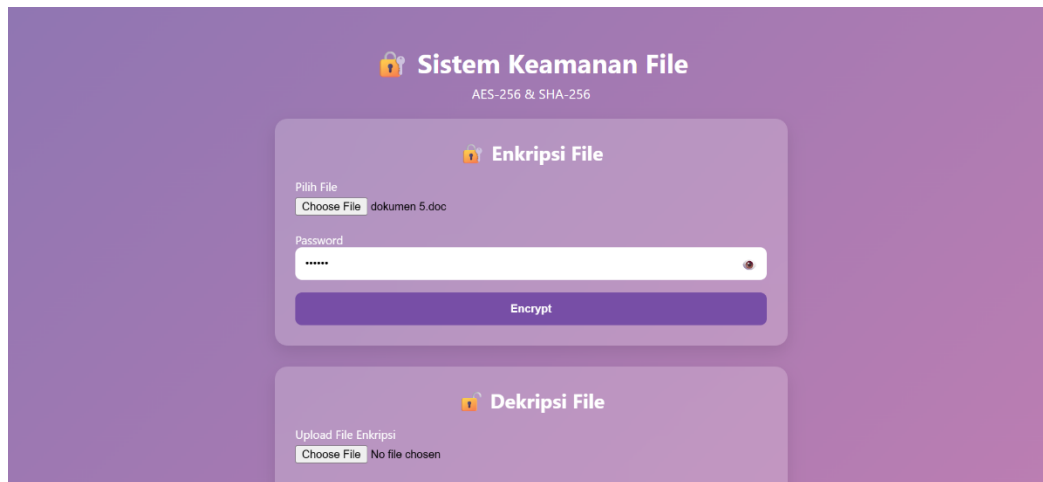 Sistem Keamanan File
AES-256 & SHA-256
Enkripsi File
Pilih File
Choose File dokumen 5.doc
Password
••••••
Encrypt
Dekripsi File
Upload File Enkripsi
Choose File No file chosen